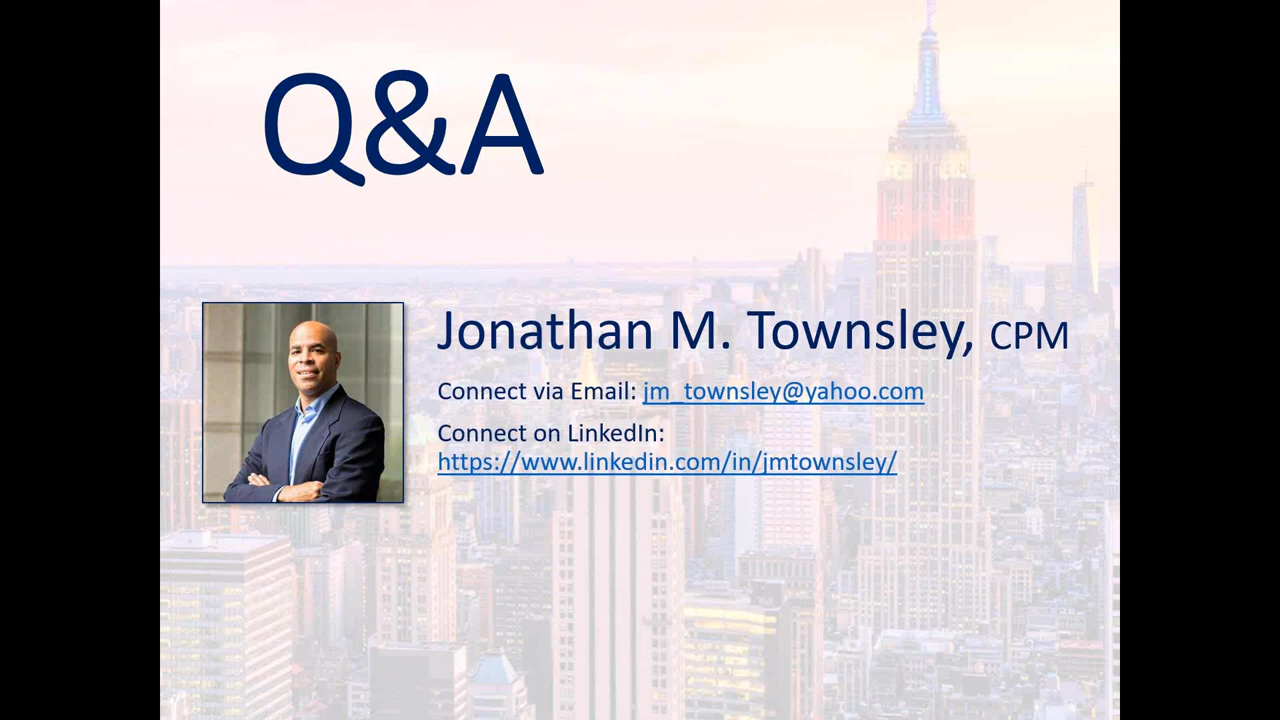 Q&A
Jonathan M. Townsley, CPM
Connect via Email: jm_townsley@yahoo.com
Connect on LinkedIn:
https://www.linkedin.com/in/jmtownsley/